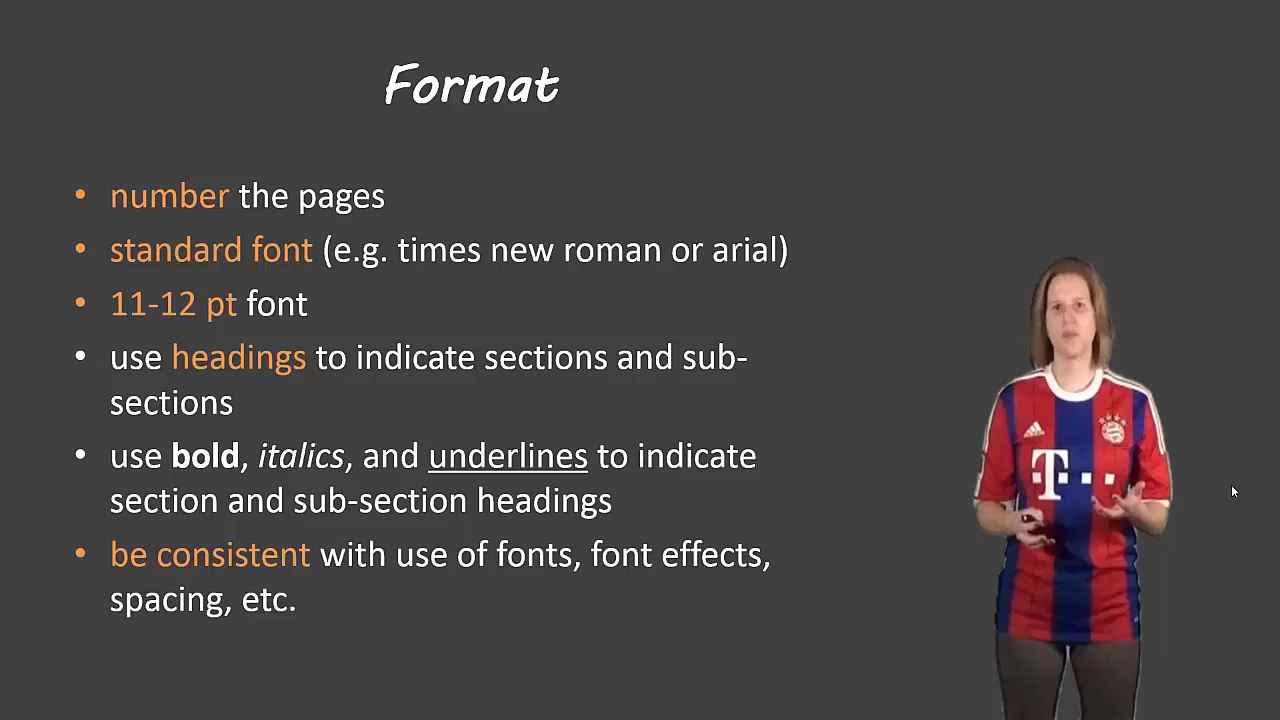 Format
• number the pages
• standard font (e.g. times new roman or arial)
• 11-12 pt font
• use headings to indicate sections and sub-
sections
• use bold, italics, and underlines to indicate
section and sub-section headings
• be consistent with use of fonts, font effects,
spacing, etc.
T